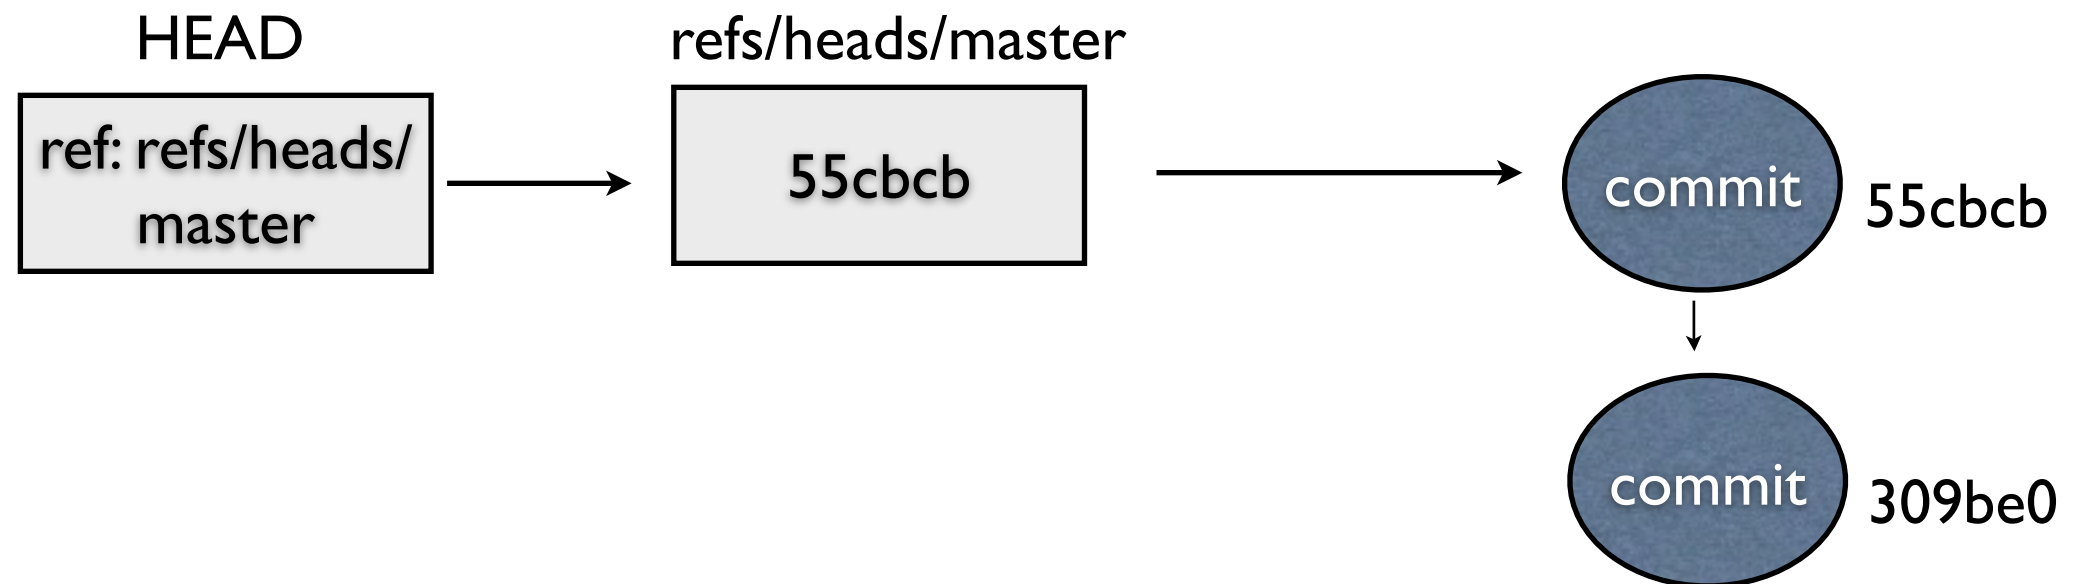 HEAD
refs/heads/master
ref: refs/heads/
master
55cbcb
commit
55cbcb
commit
309be0